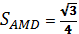 S_AMD = √3/4